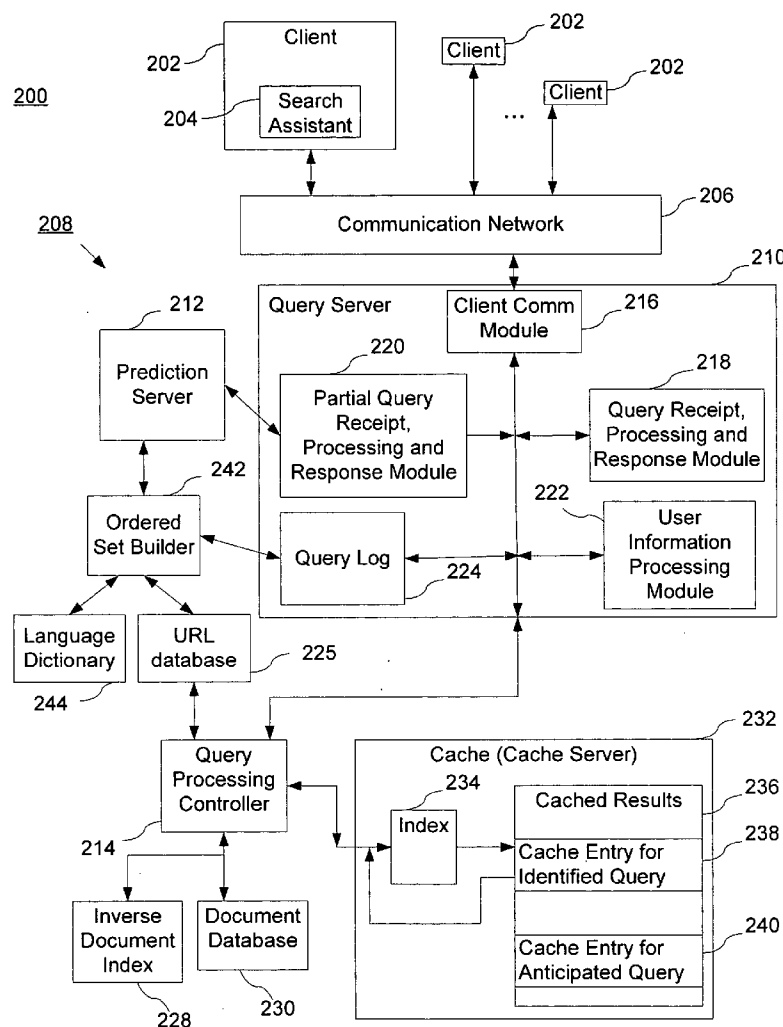 202
Client
204
Search
Assistant
Client
202
Client
202
...
200
Communication Network
206
208
210
Query Server
Client Comm
Module
216
212
Prediction
Server
220
Partial Query
Receipt,
Processing and
Response Module
218
Query Receipt,
Processing and
Response Module
242
Ordered
Set Builder
Query Log
224
222
User
Information
Processing
Module
Language
Dictionary
244
URL
database
225
Query
Processing
Controller
214
232
Cache (Cache Server)
234
Index
236
Cached Results
238
Cache Entry for
Identified Query
240
Cache Entry for
Anticipated Query
Inverse
Document
Index
228
Document
Database
230